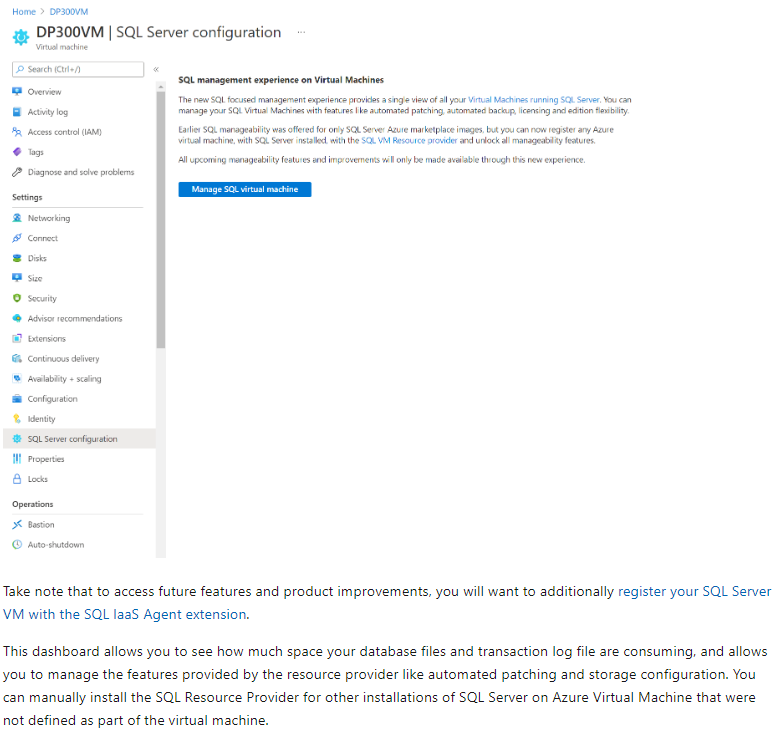 Home > DP300VM
DP300VM | SQL Server configuration ...
Virtual machine
Search (Ctrl+/)
«
Overview
Activity log
Access control (IAM)
Tags
Diagnose and solve problems
Settings
Networking
Connect
Disks
Size
Security
Advisor recommendations
Extensions
Continuous delivery
Availability + scaling
Configuration
Identity
SQL Server configuration
Properties
Locks
Operations
Bastion
Auto-shutdown
SQL management experience on Virtual Machines
The new SQL focused management experience provides a single view of all your Virtual Machines running SQL Server. You can
manage your SQL Virtual Machines with features like automated patching, automated backup, licensing and edition flexibility.
Earlier SQL manageability was offered for only SQL Server Azure marketplace images, but you can now register any Azure
virtual machine, with SQL Server installed, with the SQL VM Resource provider and unlock all manageability features.
All upcoming manageability features and improvements will only be made available through this new experience.
Manage SQL virtual machine
Take note that to access future features and product improvements, you will want to additionally register your SQL Server
VM with the SQL IaaS Agent extension.
This dashboard allows you to see how much space your database files and transaction log file are consuming, and allows
you to manage the features provided by the resource provider like automated patching and storage configuration. You
can manually install the SQL Resource Provider for other installations of SQL Server on Azure Virtual Machine that were
not defined as part of the virtual machine.